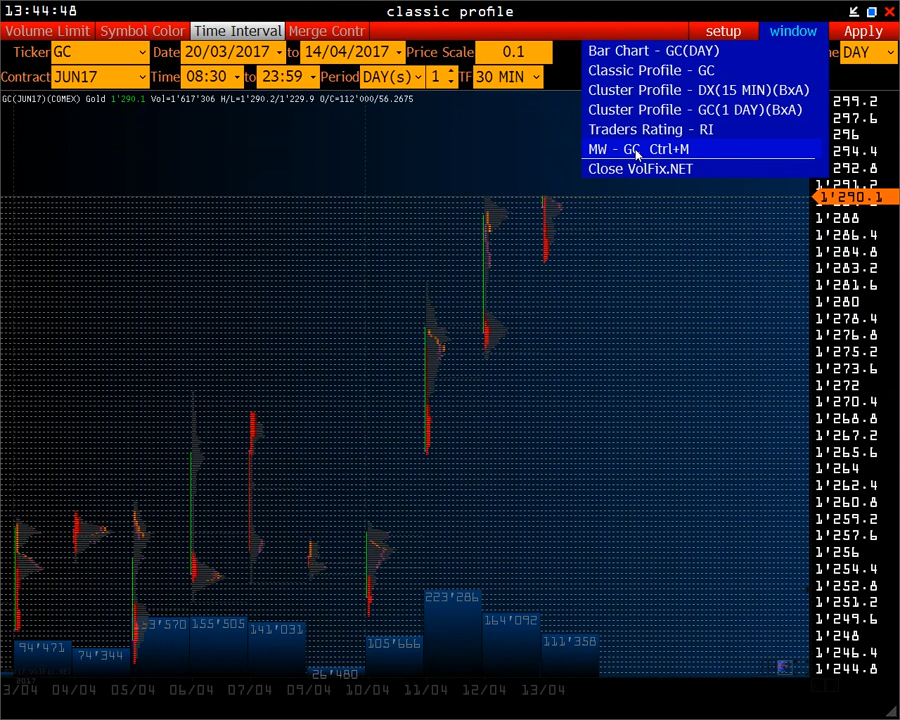 13:44:48 classic profile
Volume Limit Symbol Color Time Interval Merge Contr setup window Apply
Ticker GC Date 20/03/2017 to 14/04/2017 Price Scale 0.1 DAY
Contract JUN17 Time 08:30 to 23:59 Period DAY(s) 1 TF 30 MIN
Bar Chart - GC(DAY)
Classic Profile - GC
Cluster Profile - DX(15 MIN)(BxA)
Cluster Profile - GC(1 DAY)(BxA)
Traders Rating - RI
MW - GC Ctrl+M
Close VolFix.NET
GC(JUN17)(COMEX) Gold 1'290.1 Vol=1'617'306 H/L=1'290.2/1'229.9 O/C=112'000/56.2675
299.2
297.6
296
294.4
292.8
291.2
1'290.1
1'288
1'286.4
1'284.8
1'283.2
1'281.6
1'280
1'278.4
1'276.8
1'275.2
1'273.6
1'272
1'270.4
1'268.8
1'267.2
1'265.6
1'264
1'262.4
1'260.8
1'259.2
1'257.6
1'256
1'254.4
1'252.8
1'251.2
1'249.6
1'248
1'246.4
1'244.8
94'471 74'344 3'570 155'505 141'031 26'480 105'666 223'286 164'092 111'358
2017
3/04 04/04 05/04 06/04 07/04 09/04 10/04 11/04 12/04 13/04